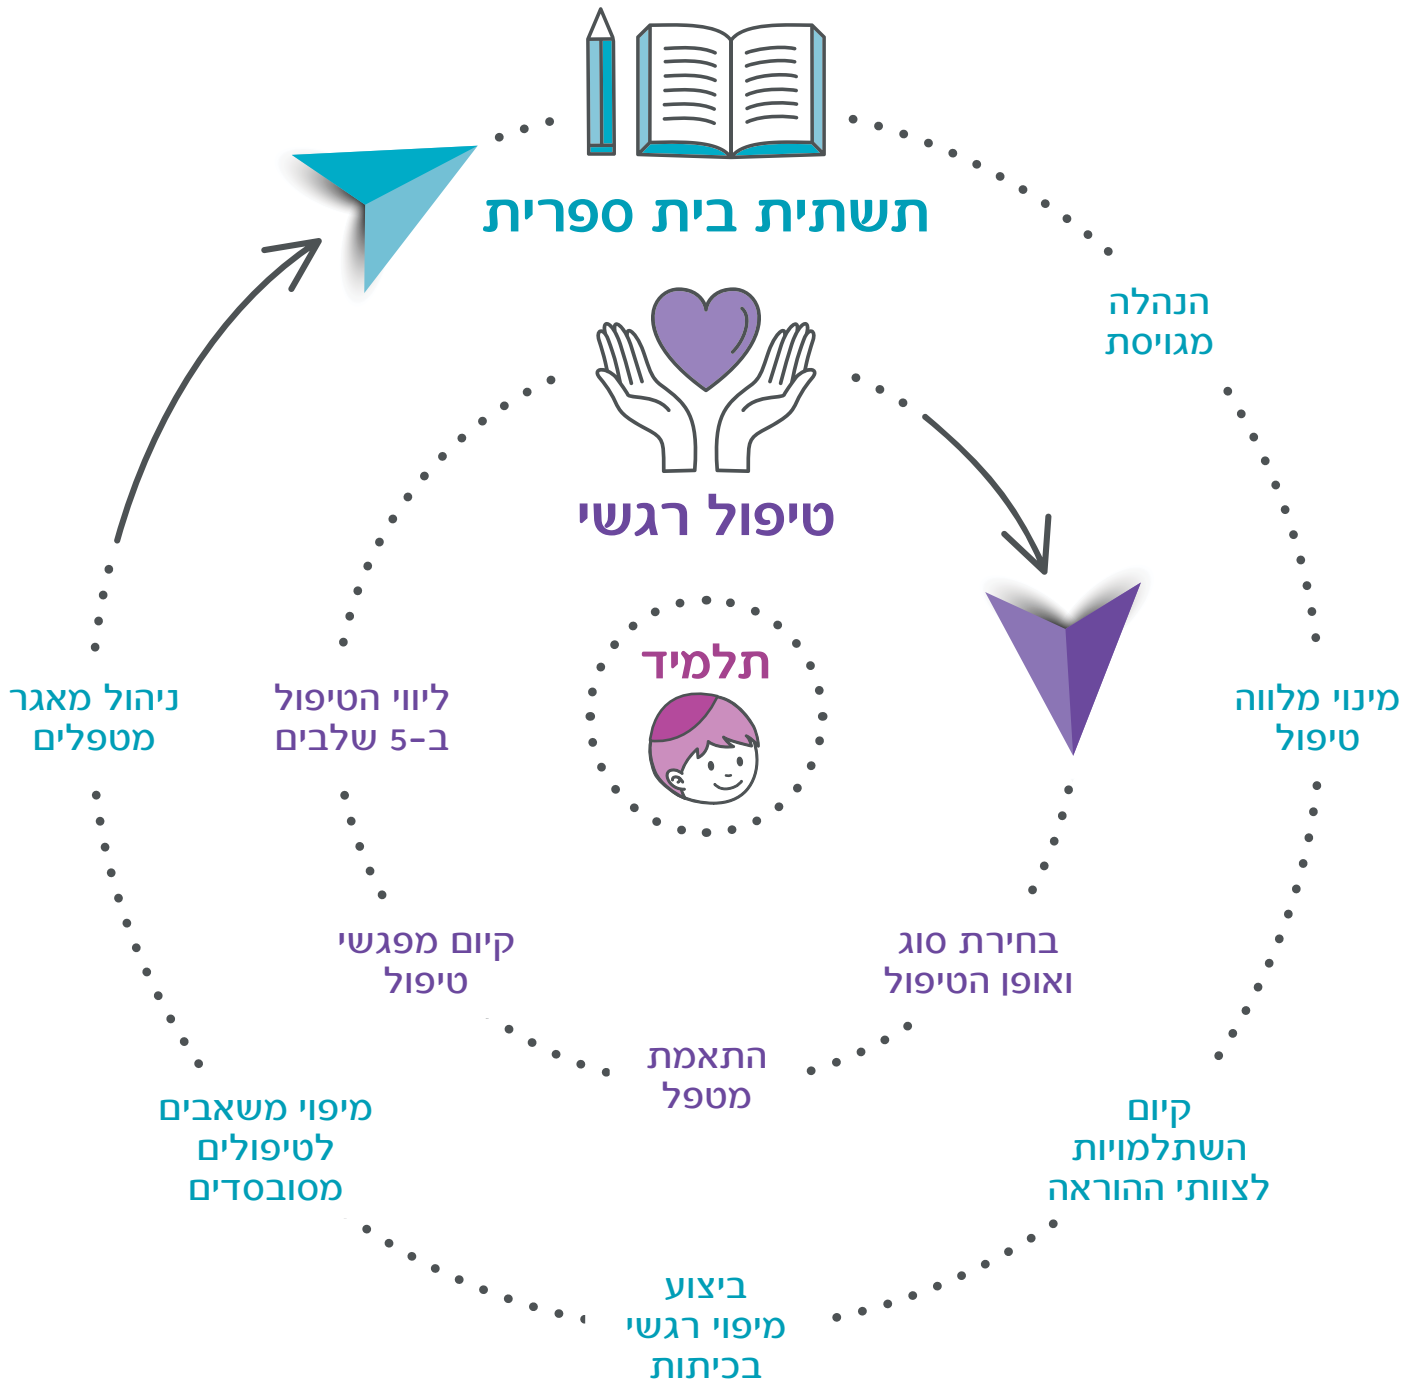 תשתית בית ספרית
הנהלה
מגויסת
מינוי מלווה
טיפול
קיום
השתלמויות
לצוותי ההוראה
ביצוע
מיפוי רגשי
בכיתות
מיפוי משאבים
לטיפולים
מסובסדים
ניהול מאגר
מטפלים
טיפול רגשי
בחירת סוג
ואופן הטיפול
התאמת
מטפל
קיום מפגשי
טיפול
ליווי הטיפול
ב-5 שלבים
תלמיד